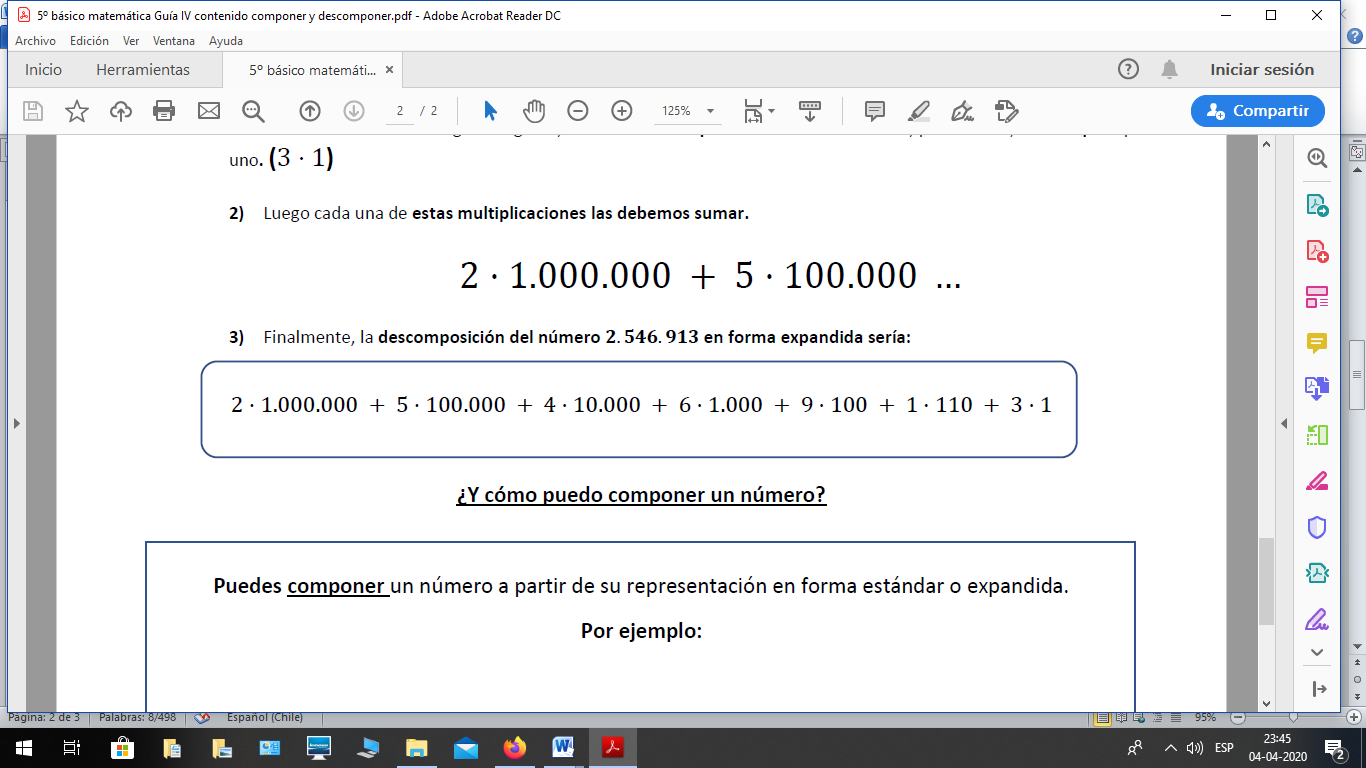 5º básico matemática Guía IV contenido componer y descomponer.pdf - Adobe Acrobat Reader DC
Archivo Edición Ver Ventana Ayuda
Inicio Herramientas 5º básico matemáti... × Iniciar sesión
2 / 2 125% Compartir
uno. (3 · 1)
2) Luego cada una de estas multiplicaciones las debemos sumar.
2 · 1.000.000 + 5 · 100.000 ...
3) Finalmente, la descomposición del número 2.546.913 en forma expandida sería:
2 · 1.000.000 + 5 · 100.000 + 4 · 10.000 + 6 · 1.000 + 9 · 100 + 1 · 110 + 3 · 1
¿Y cómo puedo componer un número?
Puedes componer un número a partir de su representación en forma estándar o expandida.
Por ejemplo:
Página: 2 de 3 Palabras: 8/498 Español (Chile) 95%
ESP 23:45
04-04-2020 2